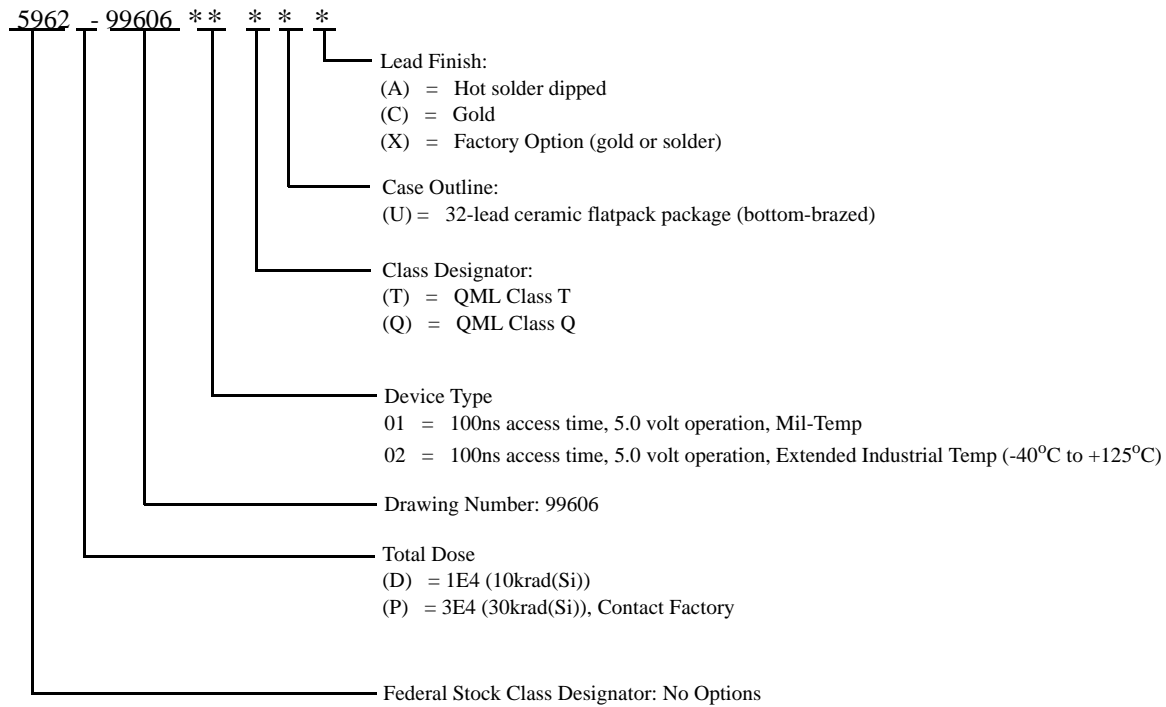 5962 - 99606 ** * * *
Lead Finish:
(A) = Hot solder dipped
(C) = Gold
(X) = Factory Option (gold or solder)
Case Outline:
(U) = 32-lead ceramic flatpack package (bottom-brazed)
Class Designator:
(T) = QML Class T
(Q) = QML Class Q
Device Type
01 = 100ns access time, 5.0 volt operation, Mil-Temp
02 = 100ns access time, 5.0 volt operation, Extended Industrial Temp (-40°C to +125°C)
Drawing Number: 99606
Total Dose
(D) = 1E4 (10krad(Si))
(P) = 3E4 (30krad(Si)), Contact Factory
Federal Stock Class Designator: No Options